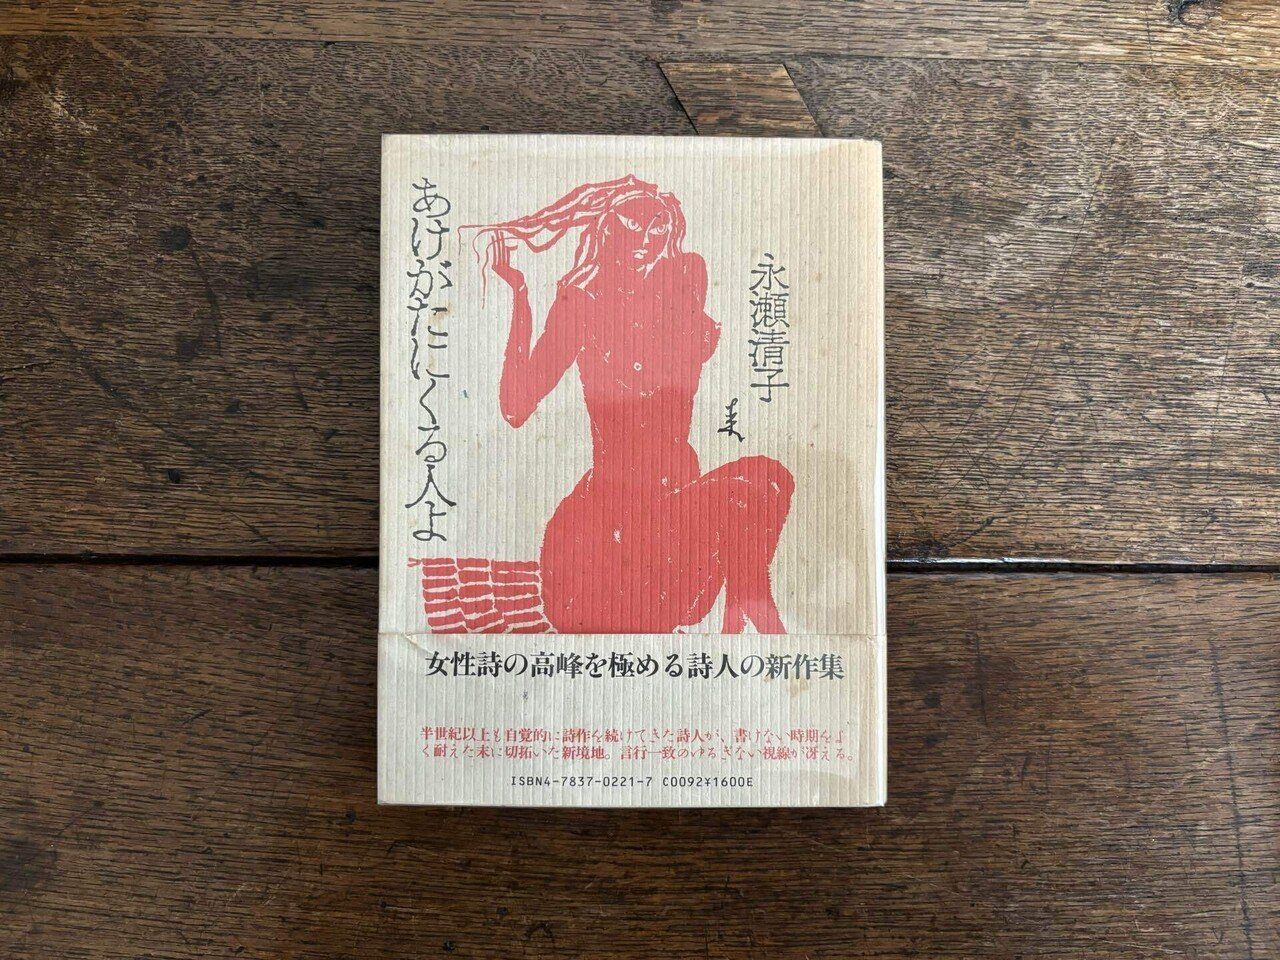 永瀬清子
あけがたにくる人よ
女性詩の高峰を極める詩人の新作集
半世紀以上も自覚的に詩作を続けてきた詩人が、書けない時期をよ
く耐えた末に切拓いた新境地。言行一致のゆるぎない視線が冴える。
ISBN4-7837-0221-7 C0092¥1600E